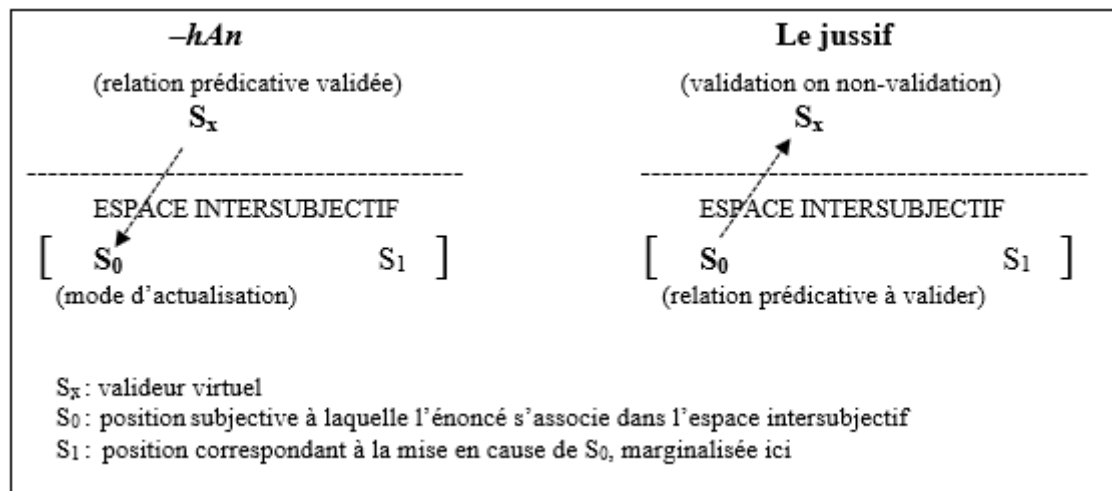 –hAn Le jussif
(relation prédicative validée) (validation on non-validation)
Sx Sx
ESPACE INTERSUBJECTIF ESPACE INTERSUBJECTIF
[ S0 S1 ] [ S0 S1 ]
(mode d’actualisation) (relation prédicative à valider)
Sx : valideur virtuel
S0 : position subjective à laquelle l’énoncé s’associe dans l’espace intersubjectif
S1 : position correspondant à la mise en cause de S0, marginalisée ici